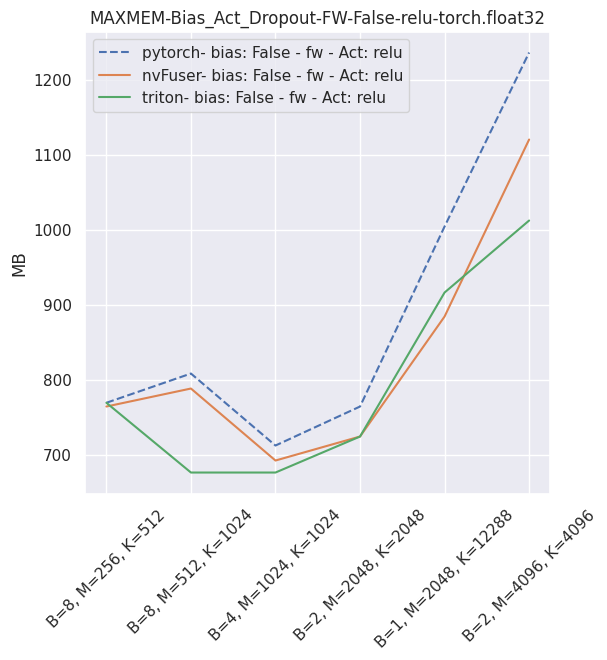 MAXMEM-Bias_Act_Dropout-FW-False-relu-torch.float32
pytorch- bias: False - fw - Act: relu
nvFuser- bias: False - fw - Act: relu
triton- bias: False - fw - Act: relu
MB
1200
1100
1000
900
800
700
B=8, M=256, K=512
B=8, M=512, K=1024
B=4, M=1024, K=1024
B=2, M=2048, K=2048
B=1, M=2048, K=12288
B=2, M=4096, K=4096